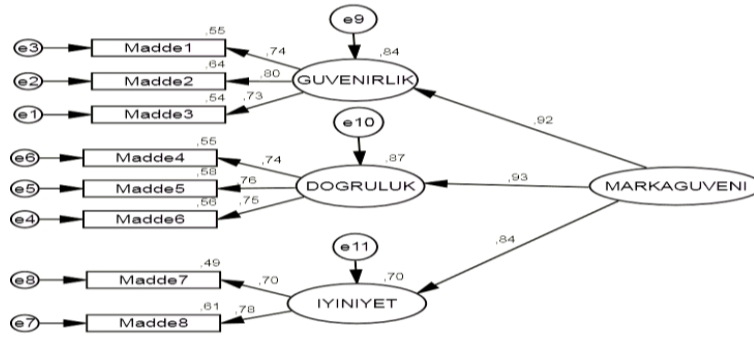 e9
,55
,84
e3
Madde1
,74
,64
e2
Madde2
,80
GUVENIRLIK
,54
,73
e1
Madde3
,92
e10
,55
,87
e6
Madde4
,74
,58
e5
Madde5
,76
DOGRULUK
,93
MARKAGUVENI
,56
,75
e4
Madde6
,84
e11
,49
,70
e8
Madde7
,70
IYINIYET
,61
,78
e7
Madde8